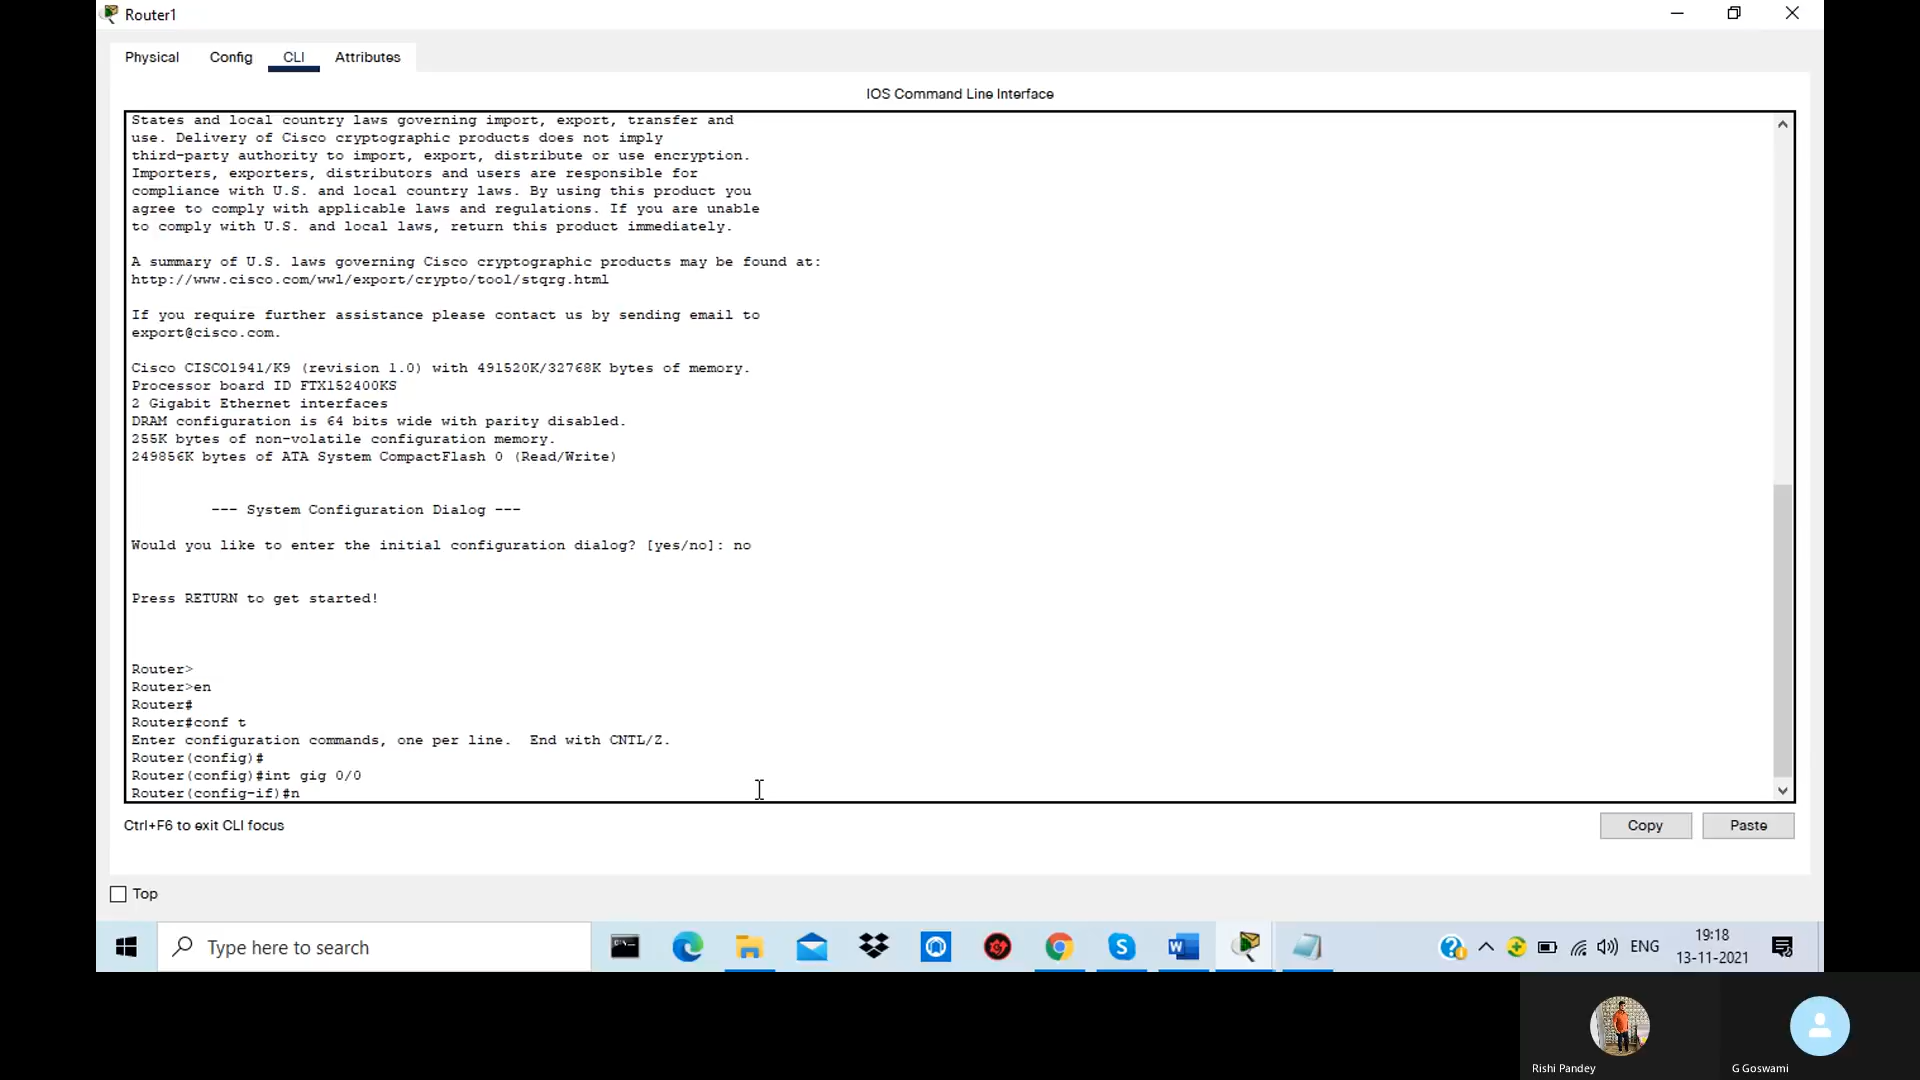 Router1
Physical Config CLI Attributes
IOS Command Line Interface
States and local country laws governing import, export, transfer and
use. Delivery of Cisco cryptographic products does not imply
third-party authority to import, export, distribute or use encryption.
Importers, exporters, distributors and users are responsible for
compliance with U.S. and local country laws. By using this product you
agree to comply with applicable laws and regulations. If you are unable
to comply with U.S. and local laws, return this product immediately.
A summary of U.S. laws governing Cisco cryptographic products may be found at:
http://www.cisco.com/wwl/export/crypto/tool/stqrg.html
If you require further assistance please contact us by sending email to
export@cisco.com.
Cisco CISCO1941/K9 (revision 1.0) with 491520K/32768K bytes of memory.
Processor board ID FTX152400KS
2 Gigabit Ethernet interfaces
DRAM configuration is 64 bits wide with parity disabled.
255K bytes of non-volatile configuration memory.
249856K bytes of ATA System CompactFlash 0 (Read/Write)
--- System Configuration Dialog ---
Would you like to enter the initial configuration dialog? [yes/no]: no
Press RETURN to get started!
Router>
Router>en
Router#
Router#conf t
Enter configuration commands, one per line.  End with CNTL/Z.
Router(config)#
Router(config)#int gig 0/0
Router(config-if)#n
Ctrl+F6 to exit CLI focus
Copy Paste
Top
Type here to search
ENG
19:18
13-11-2021
Rishi Pandey
G Goswami